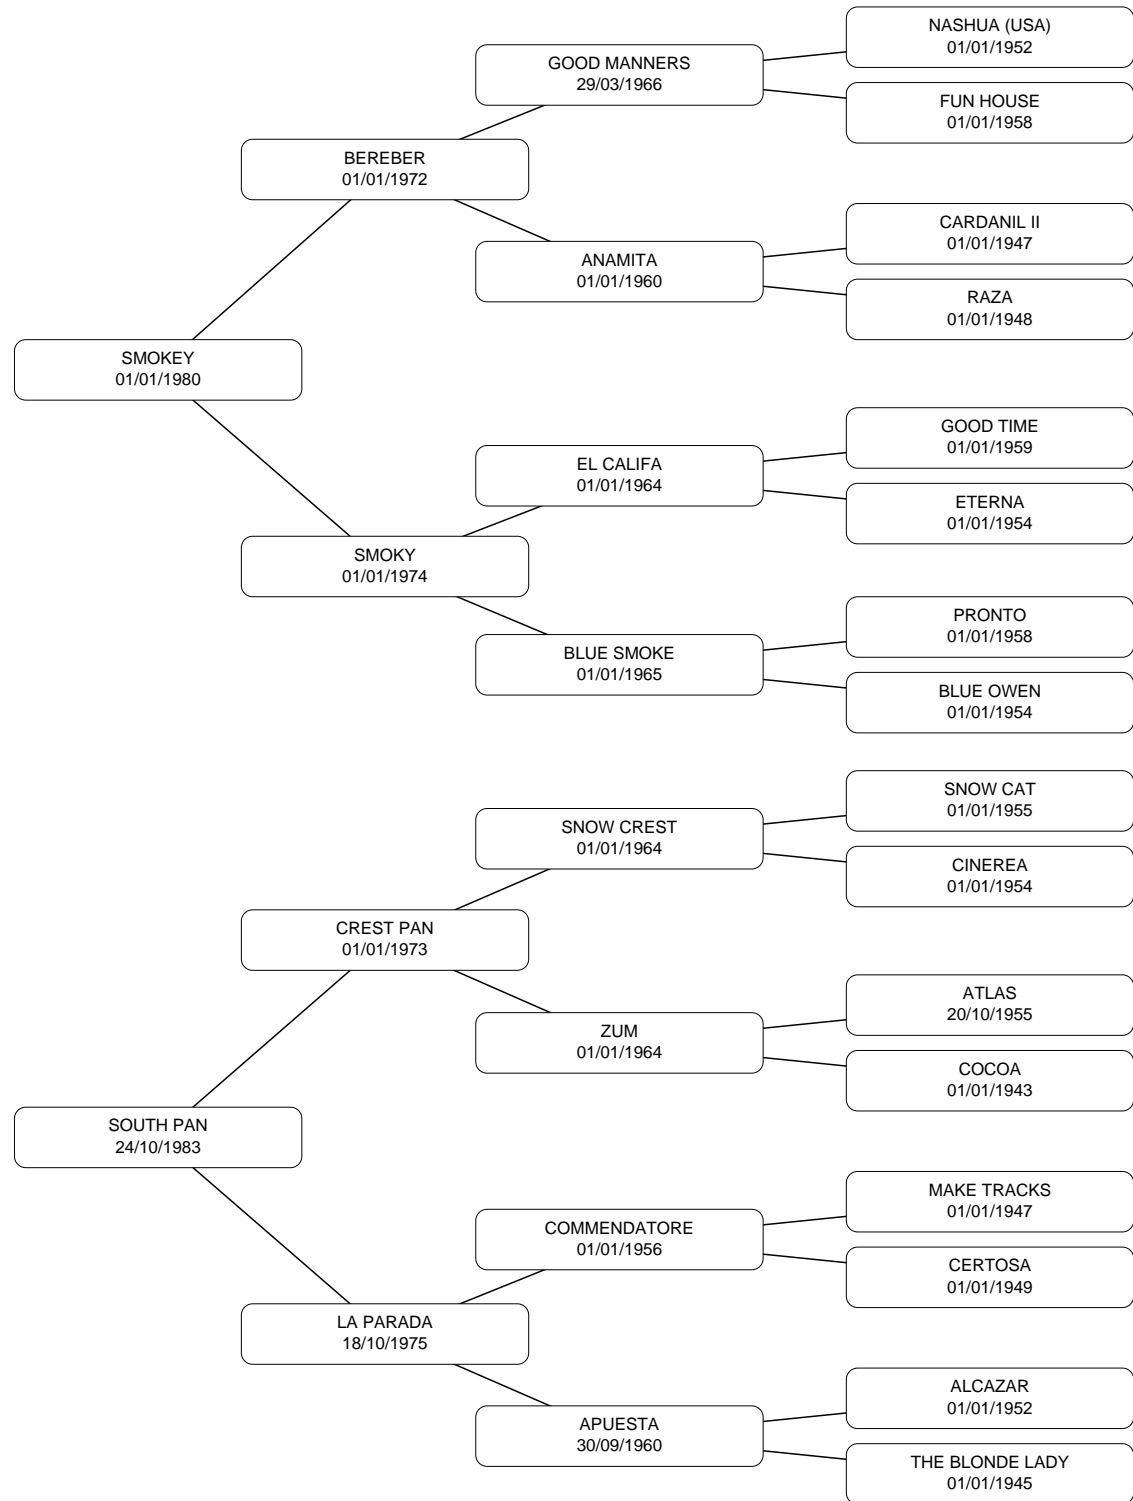 NASHUA (USA)
01/01/1952
GOOD MANNERS
29/03/1966
FUN HOUSE
01/01/1958
BEREBER
01/01/1972
CARDANIL II
01/01/1947
ANAMITA
01/01/1960
RAZA
01/01/1948
SMOKEY
01/01/1980
GOOD TIME
01/01/1959
EL CALIFA
01/01/1964
ETERNA
01/01/1954
SMOKY
01/01/1974
PRONTO
01/01/1958
BLUE SMOKE
01/01/1965
BLUE OWEN
01/01/1954
SNOW CAT
01/01/1955
SNOW CREST
01/01/1964
CINEREA
01/01/1954
CREST PAN
01/01/1973
ATLAS
20/10/1955
ZUM
01/01/1964
COCOA
01/01/1943
SOUTH PAN
24/10/1983
MAKE TRACKS
01/01/1947
COMMENDATORE
01/01/1956
CERTOSA
01/01/1949
LA PARADA
18/10/1975
ALCAZAR
01/01/1952
APUESTA
30/09/1960
THE BLONDE LADY
01/01/1945